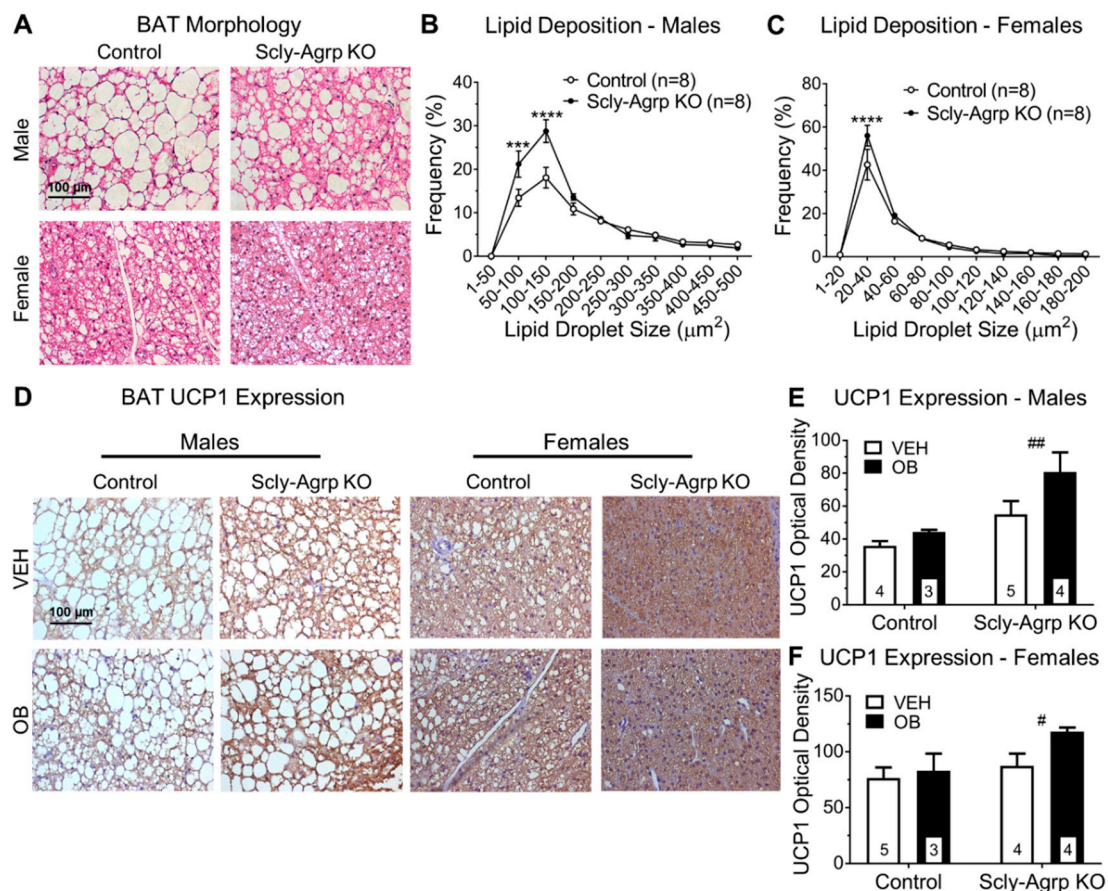 A
BAT Morphology
Control
Scly-Agrp KO
Male
100 µm
Female
B
Lipid Deposition - Males
Control (n=8)
Scly-Agrp KO (n=8)
****
***
Frequency (%)
40
30
20
10
0
1-50
50-100
100-150
150-200
200-250
250-300
300-350
350-400
400-450
450-500
Lipid Droplet Size (µm²)
C
Lipid Deposition - Females
Control (n=8)
Scly-Agrp KO (n=8)
****
Frequency (%)
80
60
40
20
0
1-20
20-40
40-60
60-80
80-100
100-120
120-140
140-160
160-180
180-200
Lipid Droplet Size (µm²)
D
BAT UCP1 Expression
Males
Females
Control
Scly-Agrp KO
Control
Scly-Agrp KO
VEH
100 µm
OB
E
UCP1 Expression - Males
VEH
OB
##
UCP1 Optical Density
100
80
60
40
20
0
4
3
5
4
Control
Scly-Agrp KO
F
UCP1 Expression - Females
VEH
OB
#
UCP1 Optical Density
150
100
50
0
5
3
4
4
Control
Scly-Agrp KO